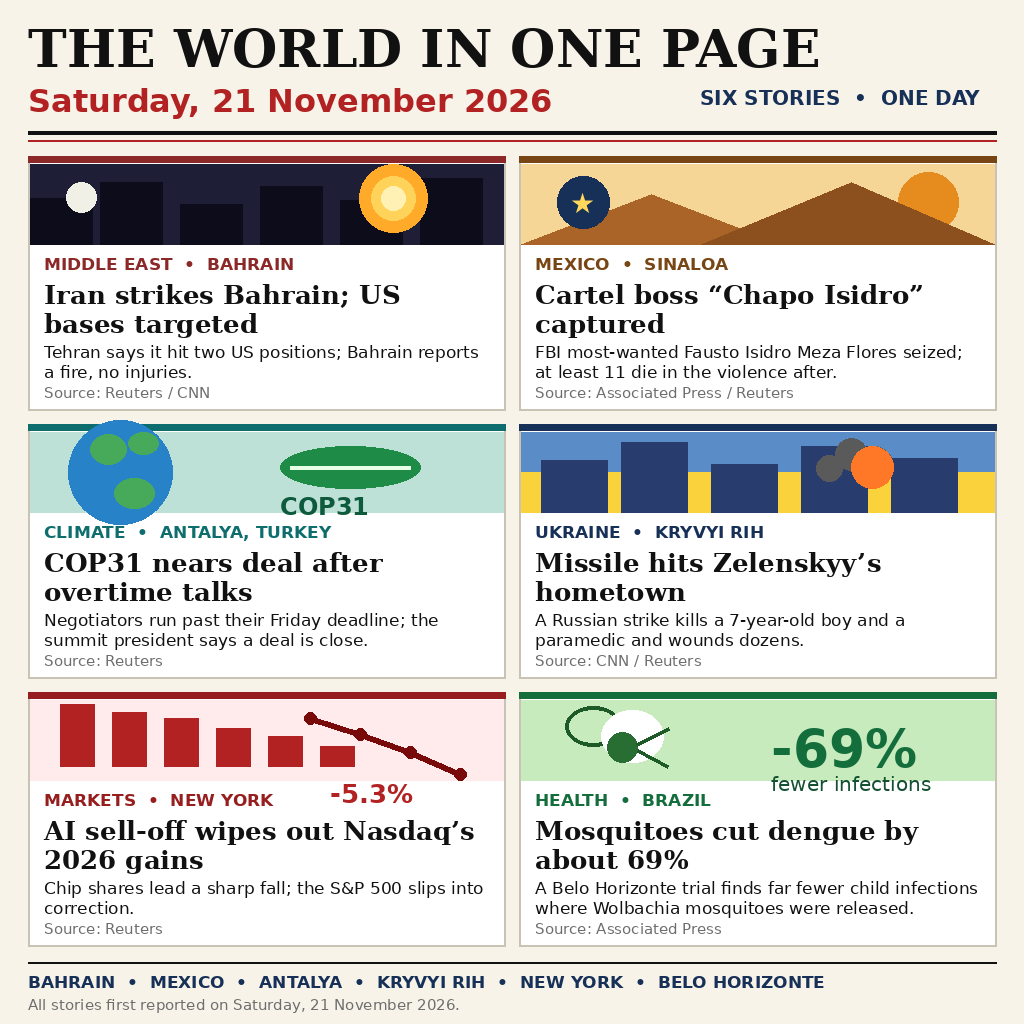 THE WORLD IN ONE PAGE
Saturday, 21 November 2026
SIX STORIES • ONE DAY
MIDDLE EAST • BAHRAIN
Iran strikes Bahrain; US
bases targeted
Tehran says it hit two US positions; Bahrain reports
a fire, no injuries.
Source: Reuters / CNN
MEXICO • SINALOA
Cartel boss “Chapo Isidro”
captured
FBI most-wanted Fausto Isidro Meza Flores seized;
at least 11 die in the violence after.
Source: Associated Press / Reuters
COP31
CLIMATE • ANTALYA, TURKEY
COP31 nears deal after
overtime talks
Negotiators run past their Friday deadline; the
summit president says a deal is close.
Source: Reuters
UKRAINE • KRYVYI RIH
Missile hits Zelenskyy’s
hometown
A Russian strike kills a 7-year-old boy and a
paramedic and wounds dozens.
Source: CNN / Reuters
-5.3%
MARKETS • NEW YORK
AI sell-off wipes out Nasdaq’s
2026 gains
Chip shares lead a sharp fall; the S&P 500 slips into
correction.
Source: Reuters
-69%
fewer infections
HEALTH • BRAZIL
Mosquitoes cut dengue by
about 69%
A Belo Horizonte trial finds far fewer child infections
where Wolbachia mosquitoes were released.
Source: Associated Press
BAHRAIN • MEXICO • ANTALYA • KRYVYI RIH • NEW YORK • BELO HORIZONTE
All stories first reported on Saturday, 21 November 2026.